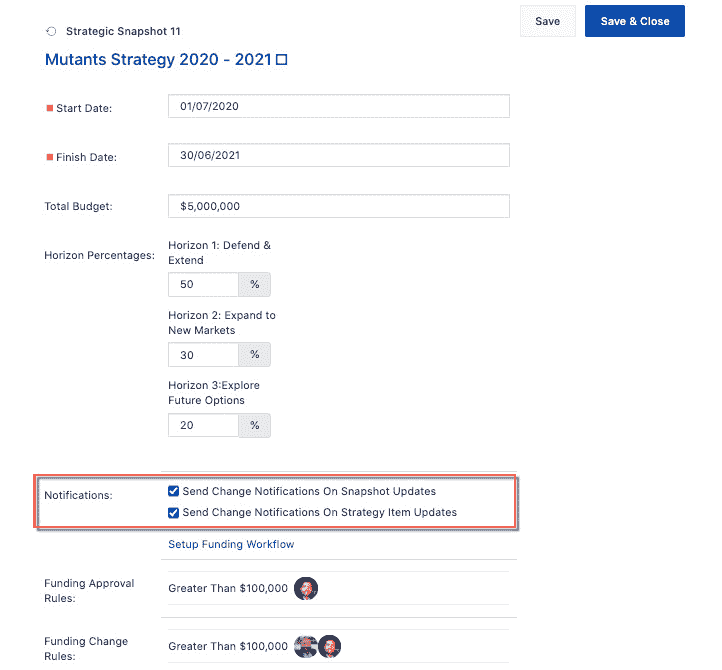 Strategic Snapshot 11
Save
Save & Close
Mutants Strategy 2020 - 2021
Start Date:
01/07/2020
Finish Date:
30/06/2021
Total Budget:
$5,000,000
Horizon Percentages:
Horizon 1: Defend &
Extend
50 %
Horizon 2: Expand to
New Markets
30 %
Horizon 3:Explore
Future Options
20 %
Notifications:
Send Change Notifications On Snapshot Updates
Send Change Notifications On Strategy Item Updates
Setup Funding Workflow
Funding Approval
Rules:
Greater Than $100,000
Funding Change
Rules:
Greater Than $100,000